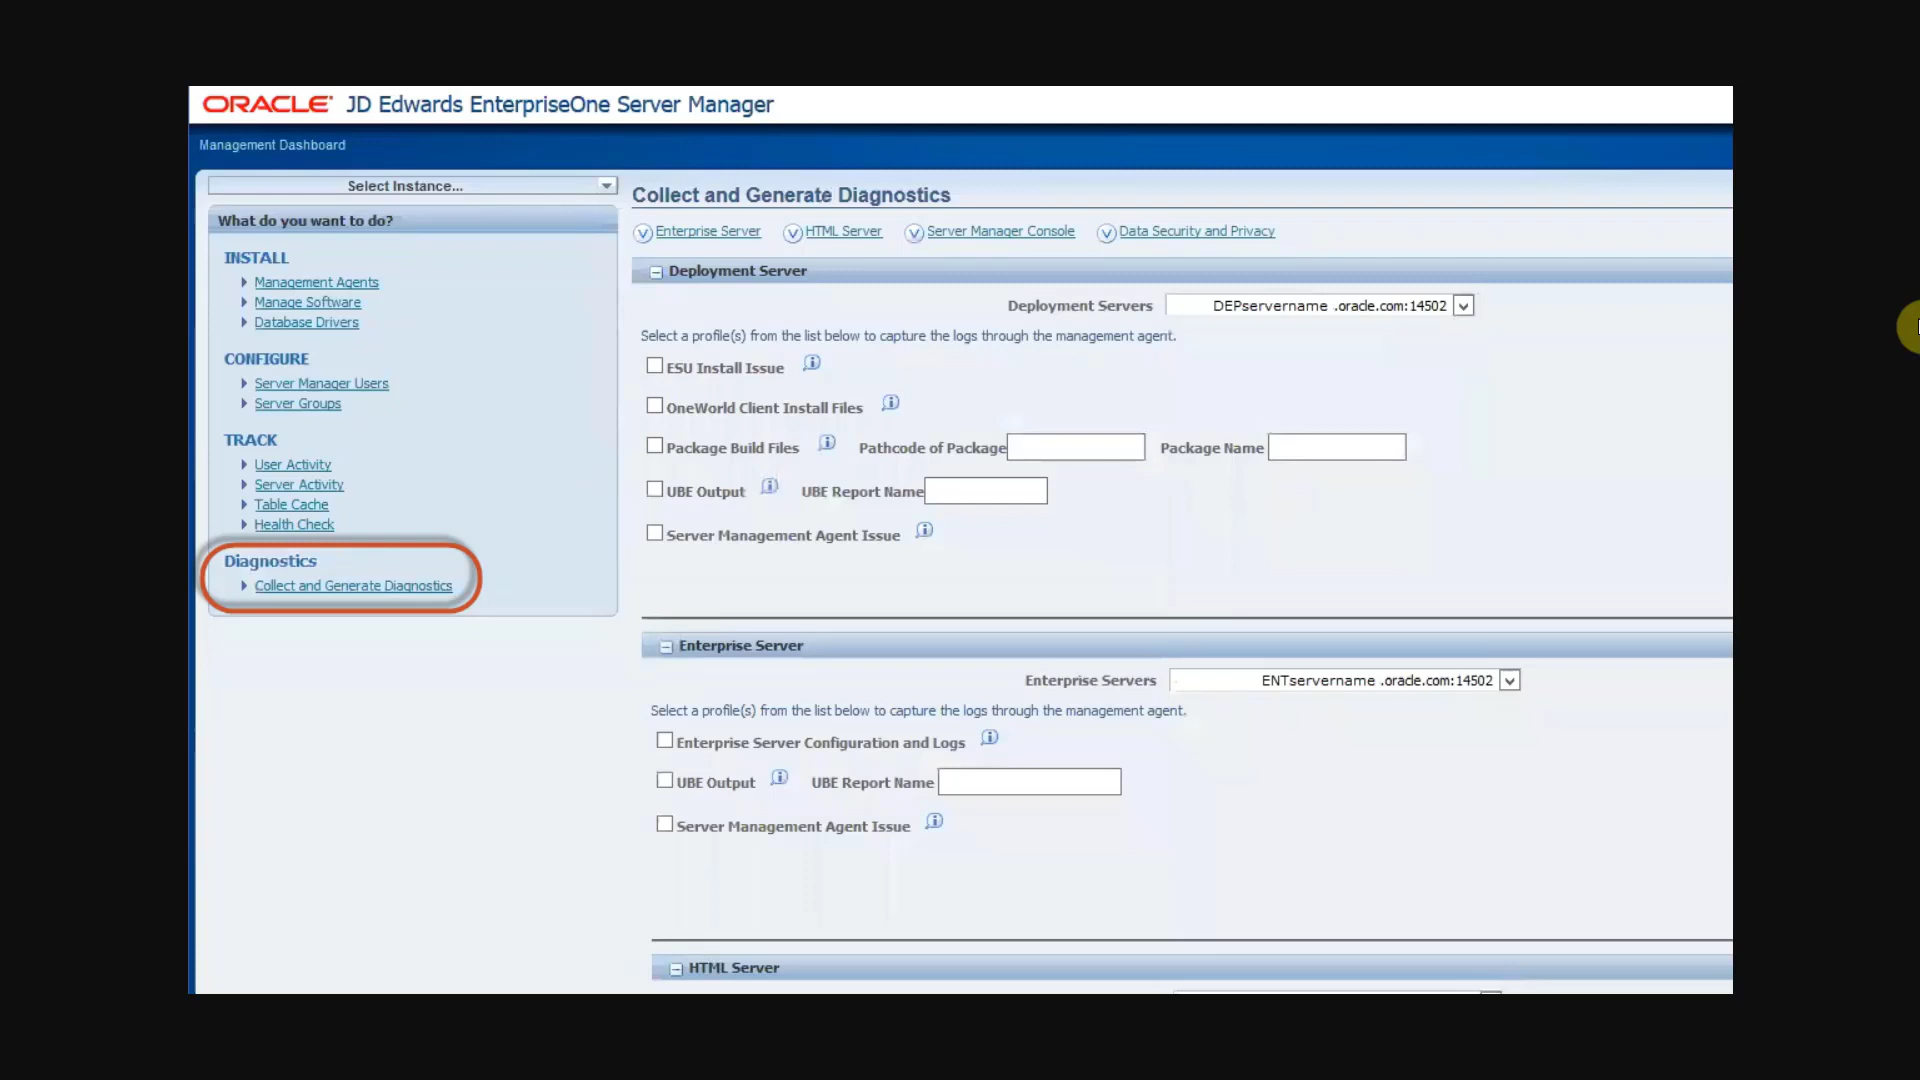 ORACLE JD Edwards EnterpriseOne Server Manager
Management Dashboard
Select Instance...
What do you want to do?
INSTALL
Management Agents
Manage Software
Database Drivers
CONFIGURE
Server Manager Users
Server Groups
TRACK
User Activity
Server Activity
Table Cache
Health Check
Diagnostics
Collect and Generate Diagnostics
Collect and Generate Diagnostics
Enterprise Server HTML Server Server Manager Console Data Security and Privacy
Deployment Server
Deployment Servers DEPservername .oracle.com:14502
Select a profile(s) from the list below to capture the logs through the management agent.
ESU Install Issue
OneWorld Client Install Files
Package Build Files Pathcode of Package Package Name
UBE Output UBE Report Name
Server Management Agent Issue
Enterprise Server
Enterprise Servers ENTservername .oracle.com:14502
Select a profile(s) from the list below to capture the logs through the management agent.
Enterprise Server Configuration and Logs
UBE Output UBE Report Name
Server Management Agent Issue
HTML Server